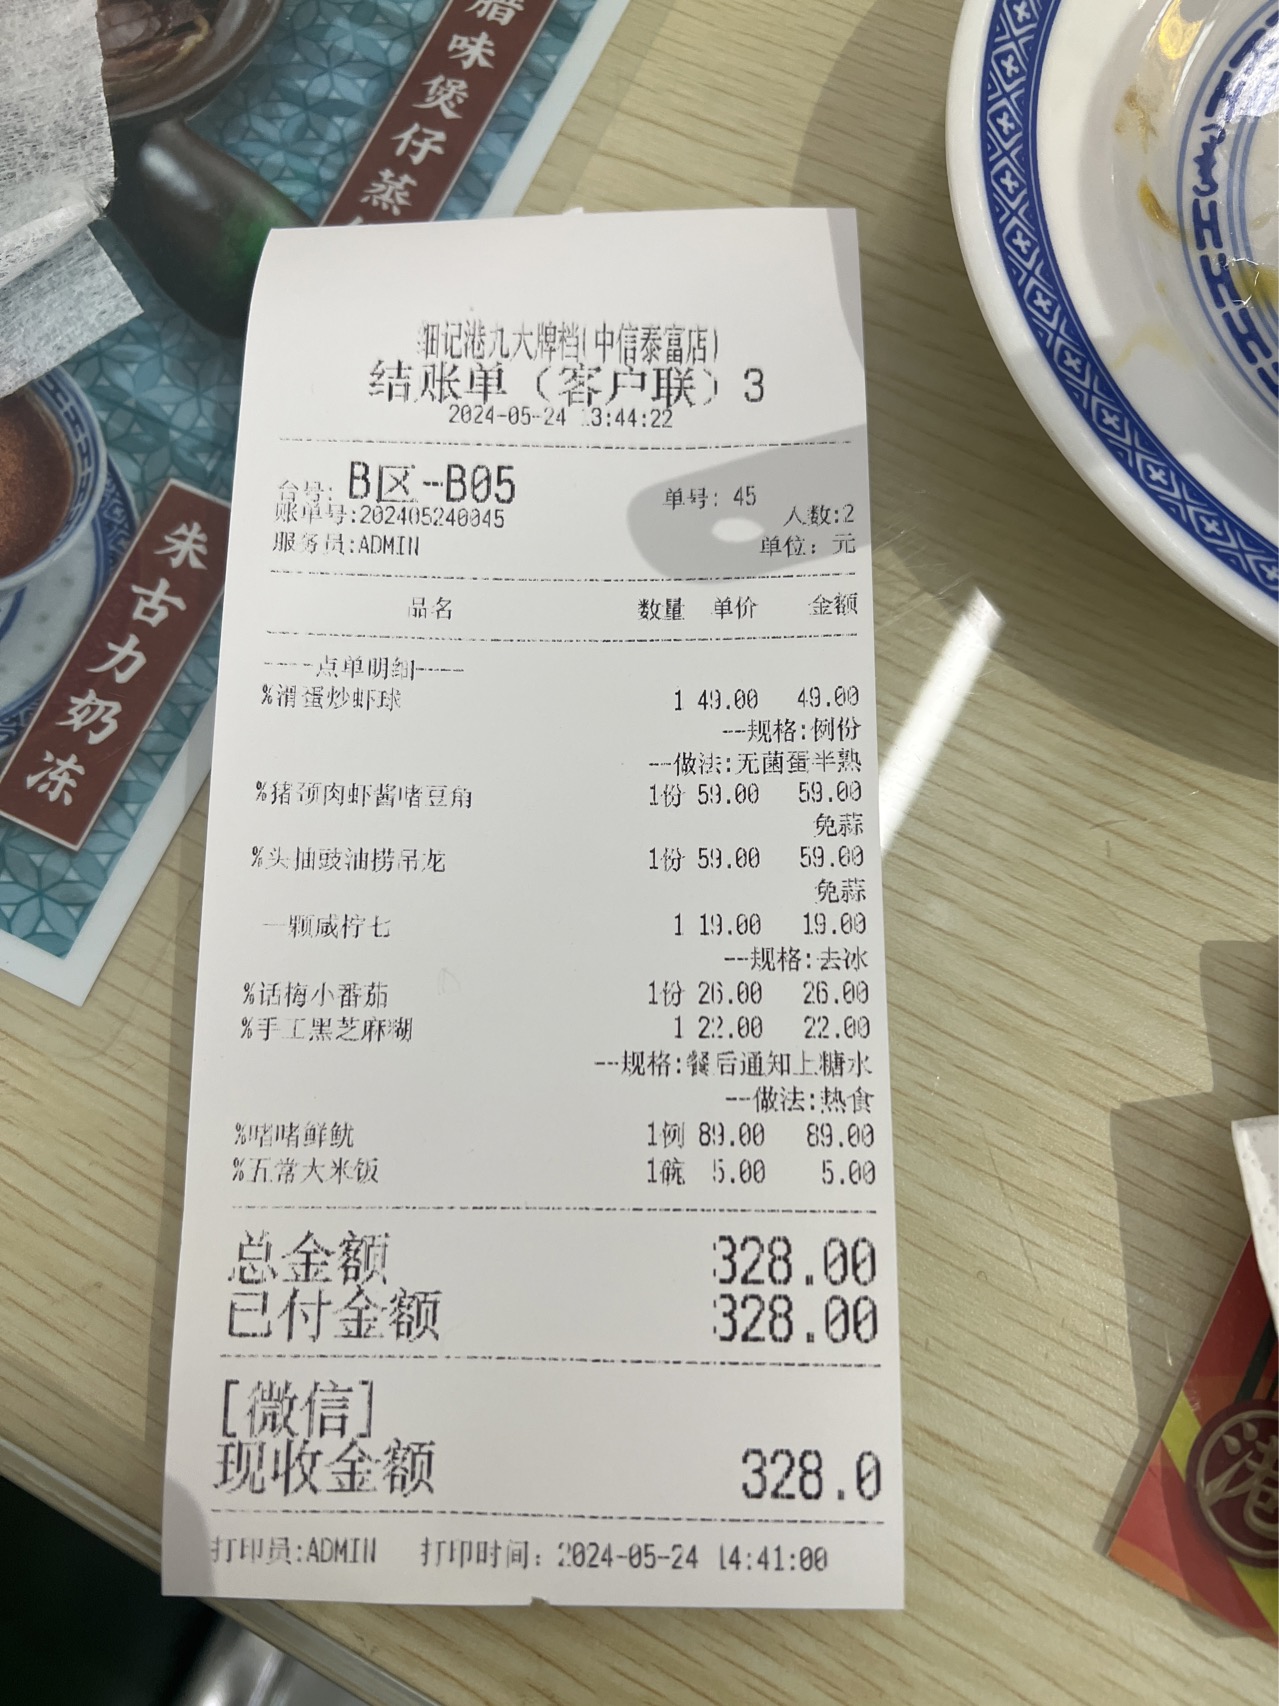 腊味煲仔蒸
朱古力奶冻
细记港九大牌档(中信泰富店)
结账单（客户联）3
2024-05-24 13:44:22
台号: B区-B05 单号: 45
账单号:202405240045 人数:2
服务员:ADMIN 单位: 元
品名 数量 单价 金额
----点单明细----
%滑蛋炒虾球 1 49.00 49.00
--规格:例份
--做法:无菌蛋半熟
%猪颈肉虾酱啫豆角 1份 59.00 59.00
免蒜
%头抽豉油捞吊龙 1份 59.00 59.00
免蒜
一颗咸柠七 1 19.00 19.00
--规格:去冰
%话梅小番茄 1份 26.00 26.00
%手工黑芝麻糊 1 22.00 22.00
--规格:餐后通知上糖水
--做法:热食
%啫啫鲜鱿 1例 89.00 89.00
%五常大米饭 1碗 5.00 5.00
总金额 328.00
已付金额 328.00
[微信]
现收金额 328.0
打印员:ADMIN 打印时间: 2024-05-24 14:41:00
港